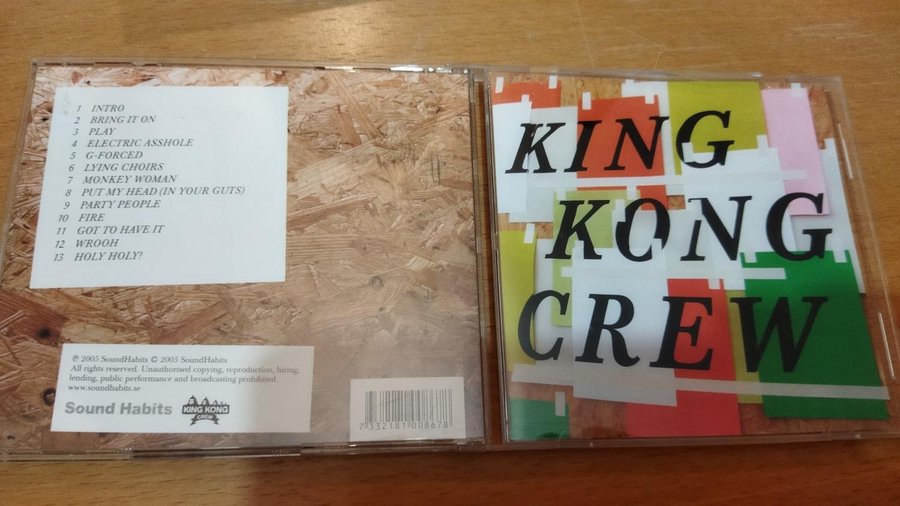 1 INTRO
2 BRING IT ON
3 PLAY
4 ELECTRIC ASSHOLE
5 G-FORCED
6 LYING CHOIRS
7 MONKEY WOMAN
8 PUT MY HEAD (IN YOUR GUTS)
9 PARTY PEOPLE
10 FIRE
11 GOT TO HAVE IT
12 WROOH
13 HOLY HOLY!
℗ 2005 SoundHabits © 2005 SoundHabits
All rights reserved. Unauthorised copying, reproduction, hiring,
lending, public performance and broadcasting prohibited.
www.soundhabits.se
Sound Habits
KING KONG
CREW
7 332181 008678
KING
KONG
CREW